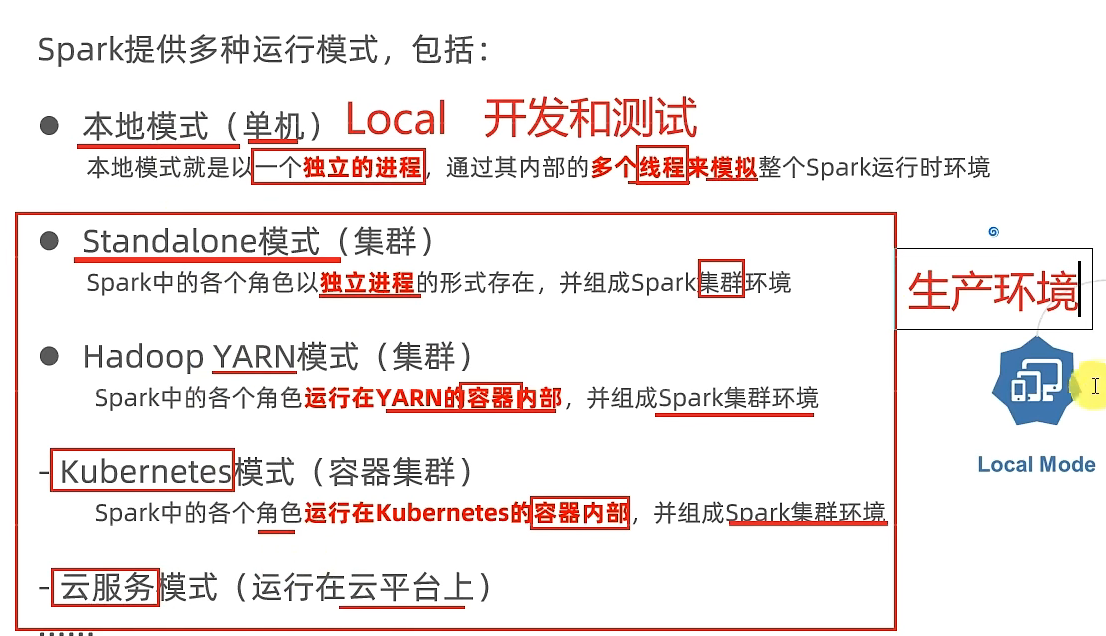 Spark提供多种运行模式，包括：
● 本地模式（单机） Local 开发和测试
本地模式就是以一个独立的进程，通过其内部的多个线程来模拟整个Spark运行时环境
● Standalone模式（集群）
Spark中的各个角色以独立进程的形式存在，并组成Spark集群环境
生产环境
● Hadoop YARN模式（集群）
Spark中的各个角色运行在YARN的容器内部，并组成Spark集群环境
Local Mode
-Kubernetes模式（容器集群）
Spark中的各个角色运行在Kubernetes的容器内部，并组成Spark集群环境
-云服务模式（运行在云平台上）
......